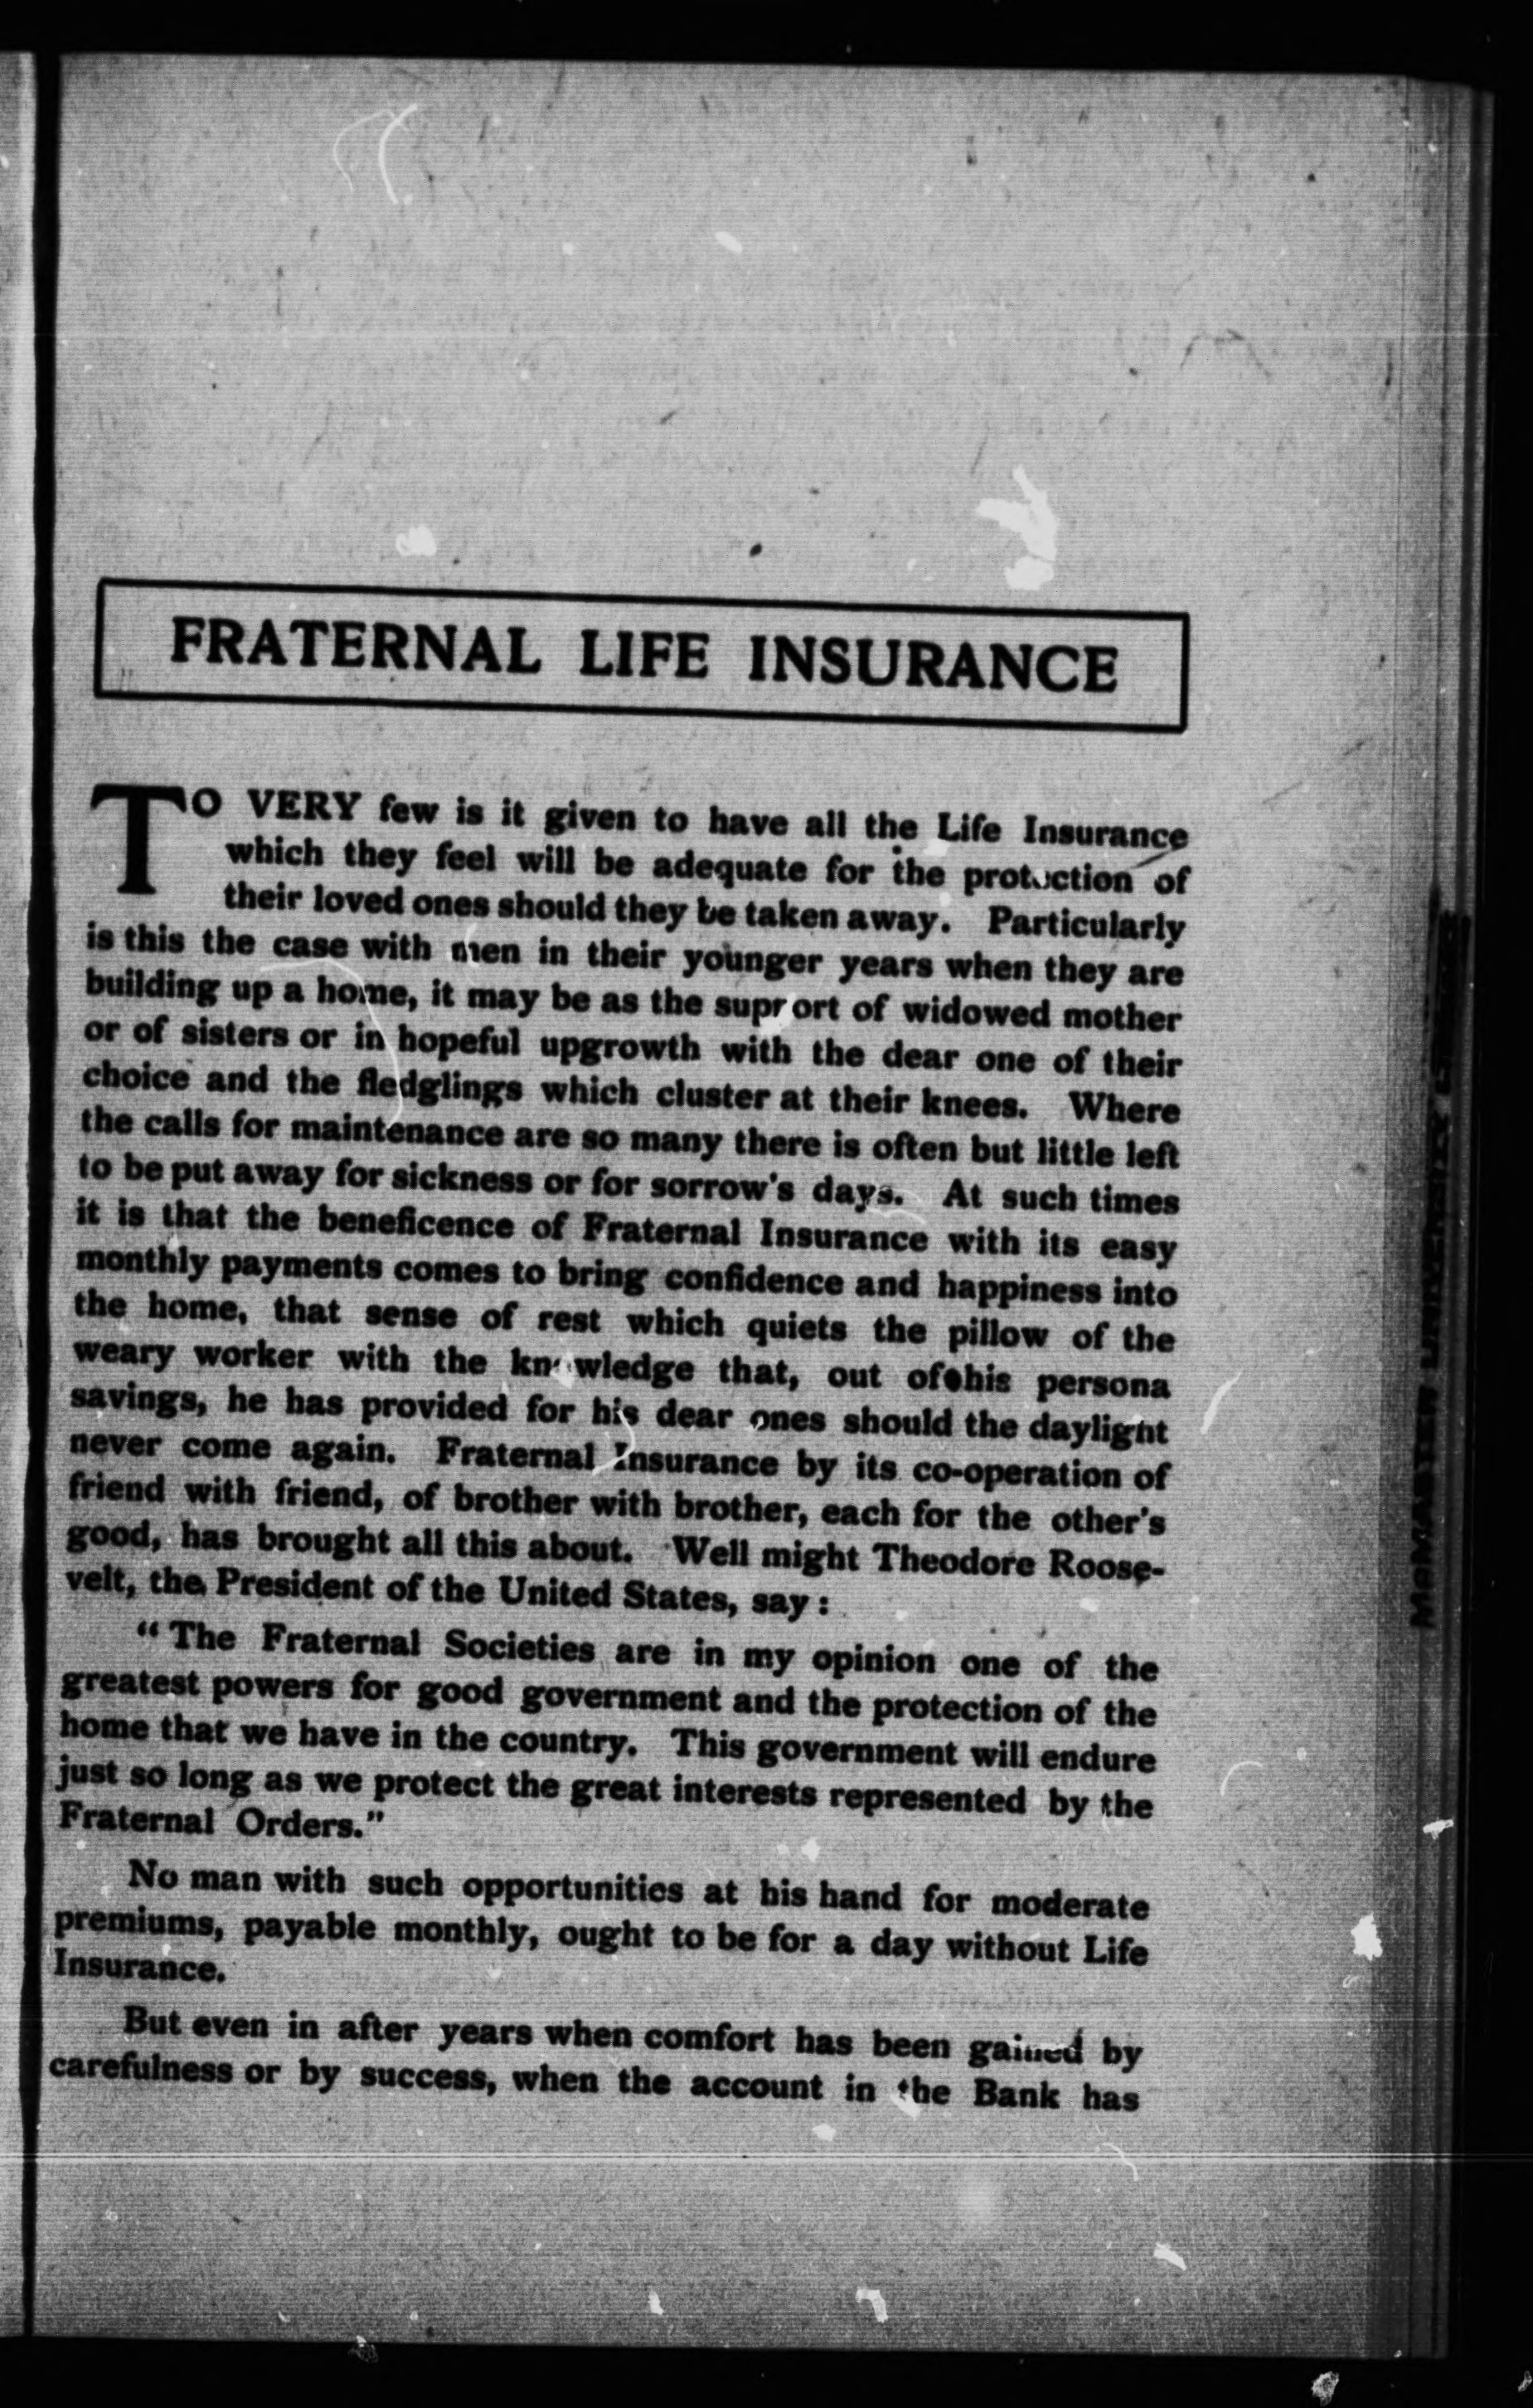 FRATERNAL LIFE INSURANCE
TO VERY few is it given to have all the Life Insurance
which they feel will be adequate for the protection of
their loved ones should they be taken away. Particularly
is this the case with men in their younger years when they are
building up a home, it may be as the support of widowed mother
or of sisters or in hopeful upgrowth with the dear one of their
choice and the fledglings which cluster at their knees. Where
the calls for maintenance are so many there is often but little left
to be put away for sickness or for sorrow's days. At such times
it is that the beneficence of Fraternal Insurance with its easy
monthly payments comes to bring confidence and happiness into
the home, that sense of rest which quiets the pillow of the
weary worker with the knowledge that, out of his persona
savings, he has provided for his dear ones should the daylight
never come again. Fraternal Insurance by its co-operation of
friend with friend, of brother with brother, each for the other's
good, has brought all this about. Well might Theodore Roose-
velt, the President of the United States, say :
"The Fraternal Societies are in my opinion one of the
greatest powers for good government and the protection of the
home that we have in the country. This government will endure
just so long as we protect the great interests represented by the
Fraternal Orders."
No man with such opportunities at his hand for moderate
premiums, payable monthly, ought to be for a day without Life
Insurance.
But even in after years when comfort has been gained by
carefulness or by success, when the account in the Bank has
McMASTER UNIVERSITY